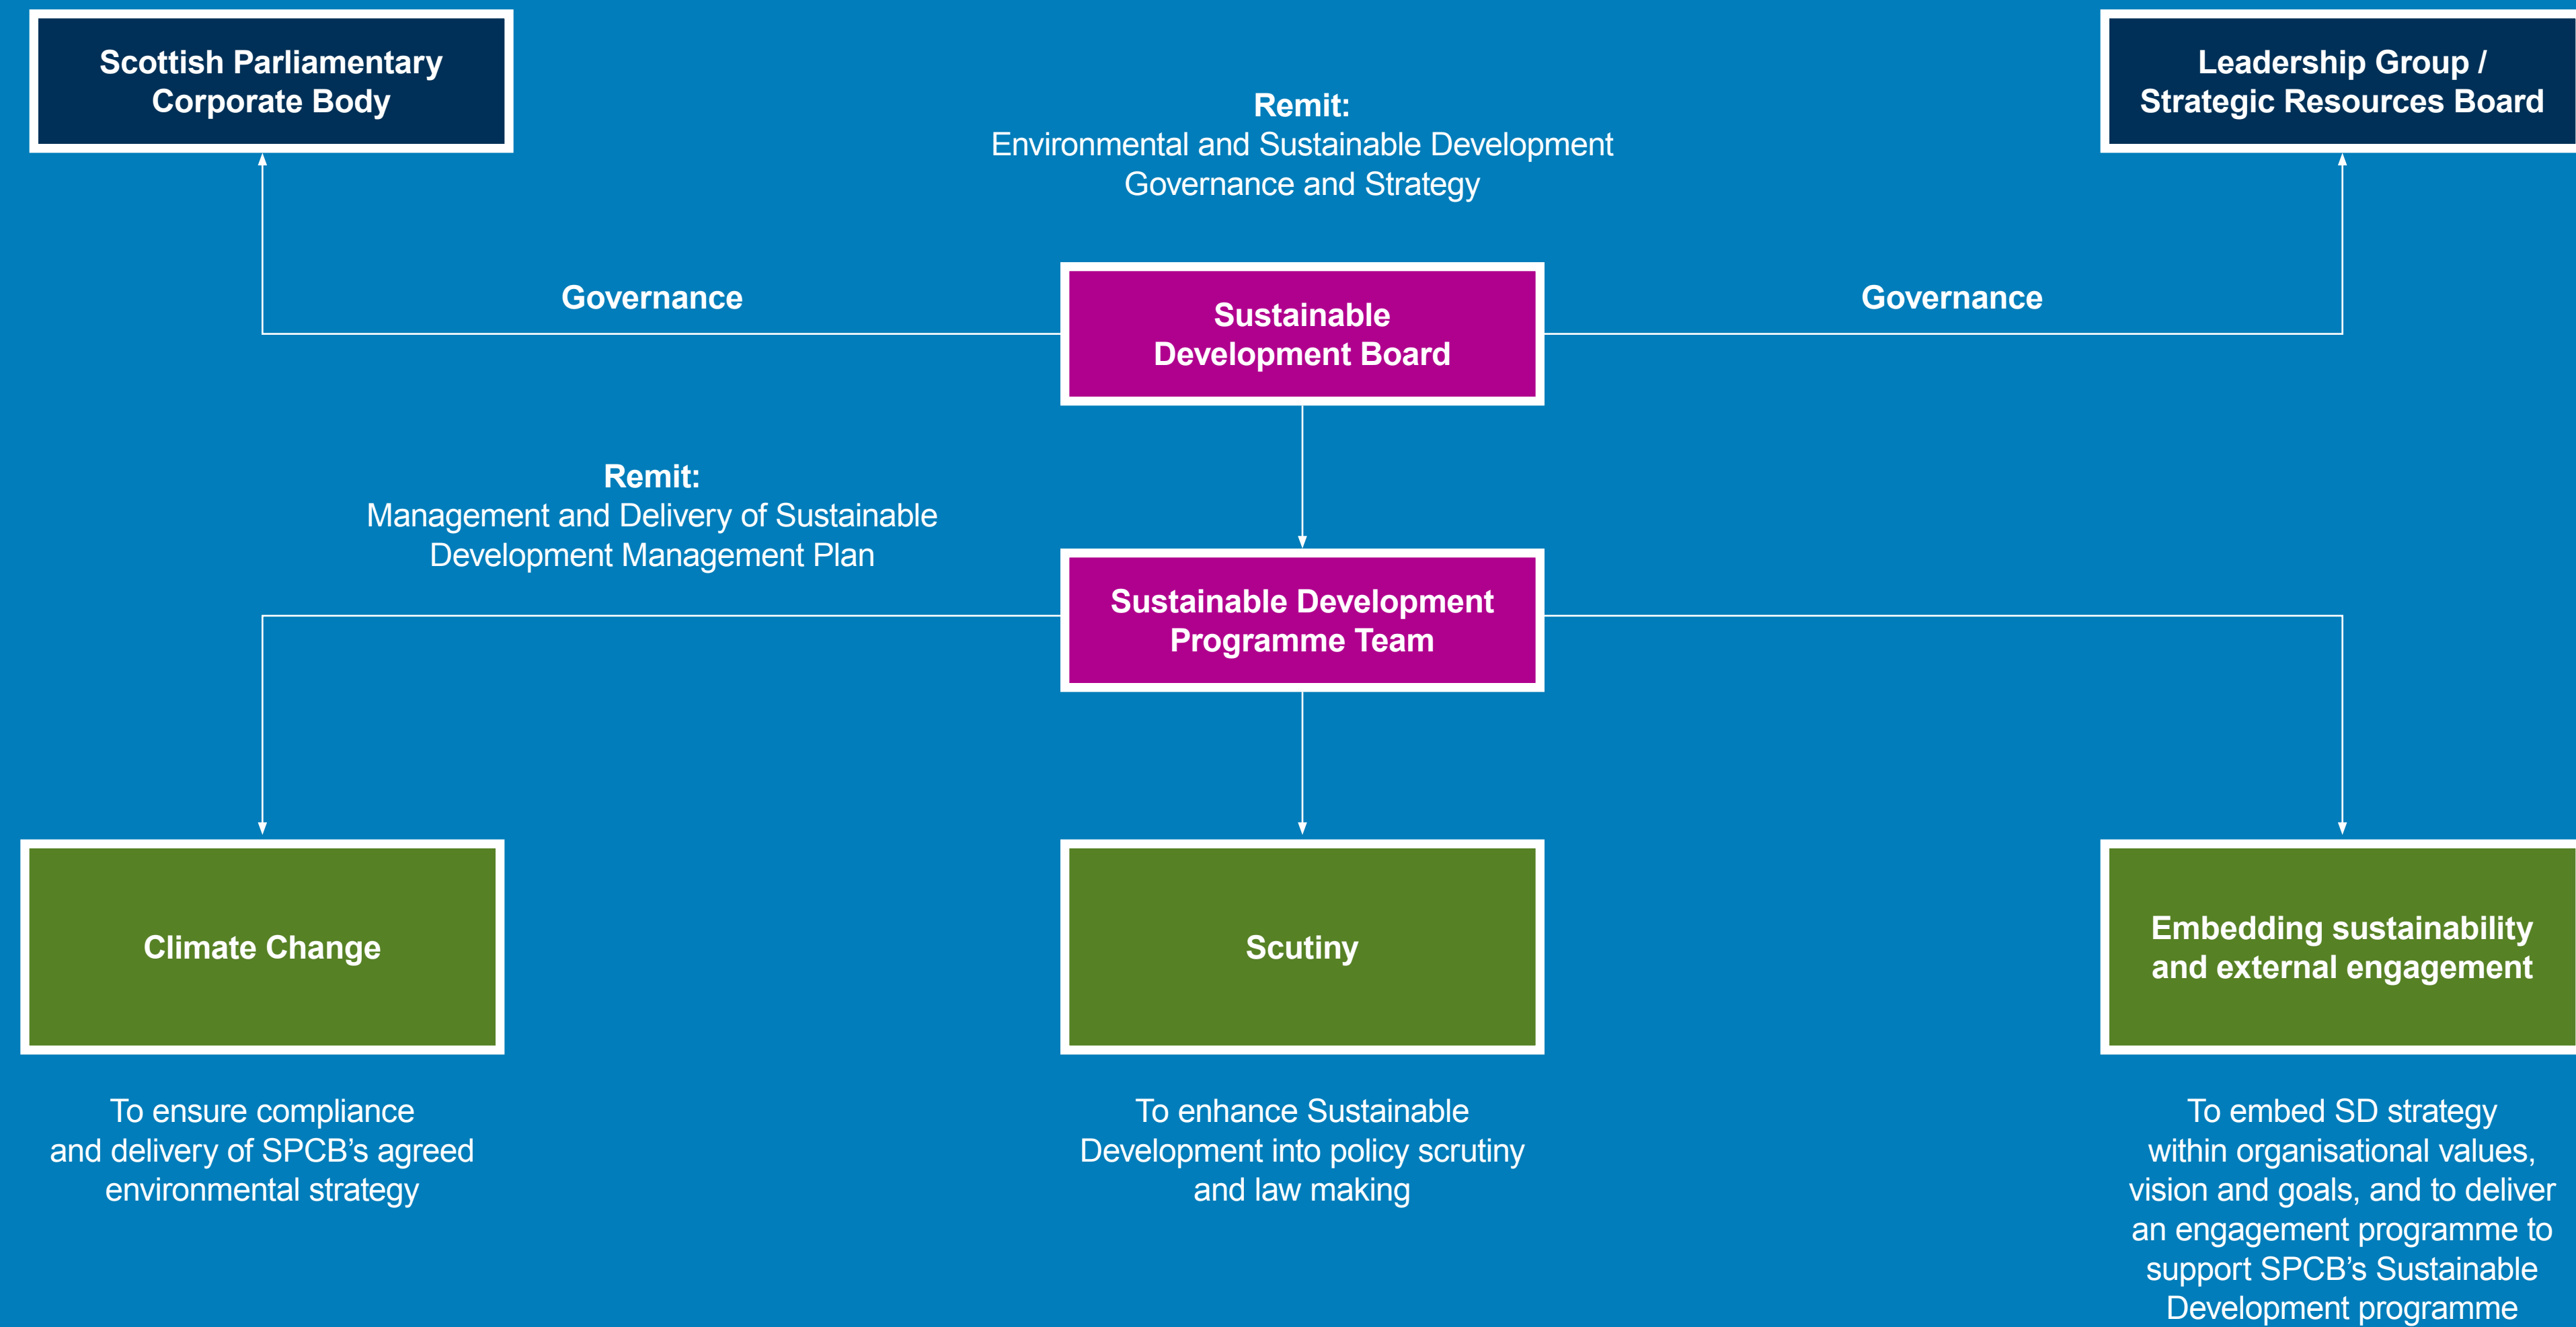 Scottish Parliamentary
Corporate Body
Leadership Group /
Strategic Resources Board
Remit:
Environmental and Sustainable Development
Governance and Strategy
Governance
Sustainable
Development Board
Governance
Remit:
Management and Delivery of Sustainable
Development Management Plan
Sustainable Development
Programme Team
Climate Change
Scutiny
Embedding sustainability
and external engagement
To ensure compliance
and delivery of SPCB’s agreed
environmental strategy
To enhance Sustainable
Development into policy scrutiny
and law making
To embed SD strategy
within organisational values,
vision and goals, and to deliver
an engagement programme to
support SPCB’s Sustainable
Development programme